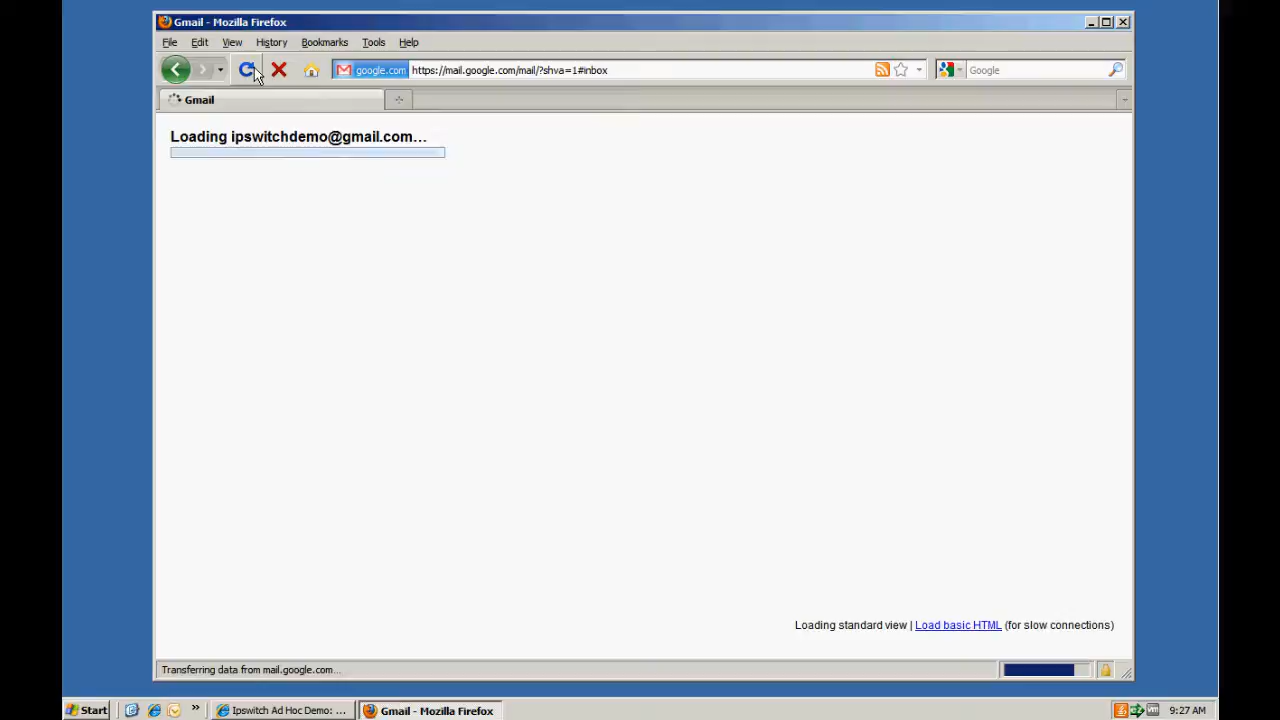 Gmail - Mozilla Firefox
File Edit View History Bookmarks Tools Help
google.com https://mail.google.com/mail/?shva=1#inbox Google
Gmail
Loading ipswitchdemo@gmail.com...
Loading standard view | Load basic HTML (for slow connections)
Transferring data from mail.google.com...
Start » Ipswitch Ad Hoc Demo: ... Gmail - Mozilla Firefox 9:27 AM